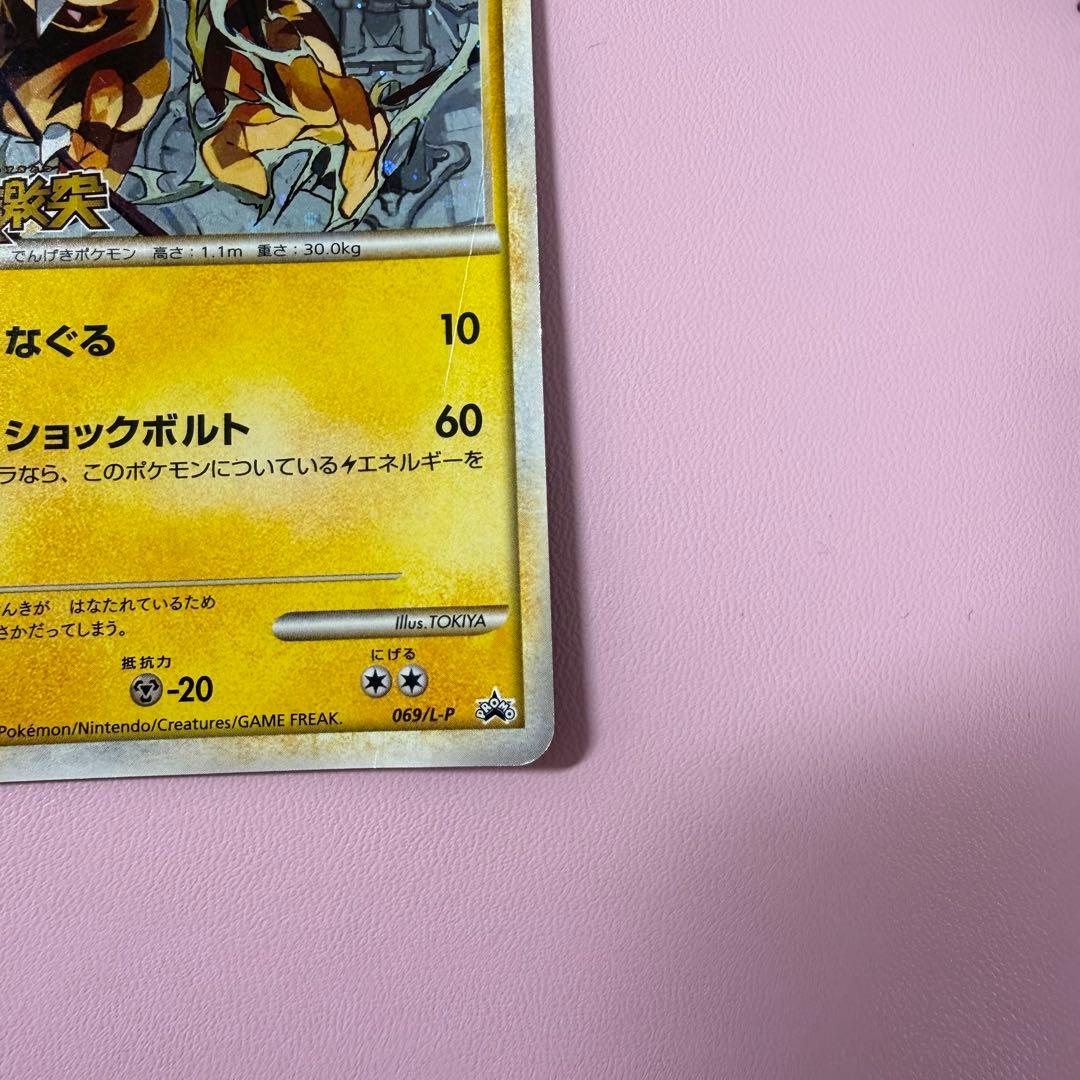 激突
でんげきポケモン 高さ：1.1m 重さ：30.0kg
なぐる 10
ショックボルト 60
ラなら、このポケモンについているエネルギーを
んきが はなたれているため
さかだってしまう。
Illus. TOKIYA
抵抗力 にげる
-20
Pokémon/Nintendo/Creatures/GAME FREAK.
069/L-P
PROMO